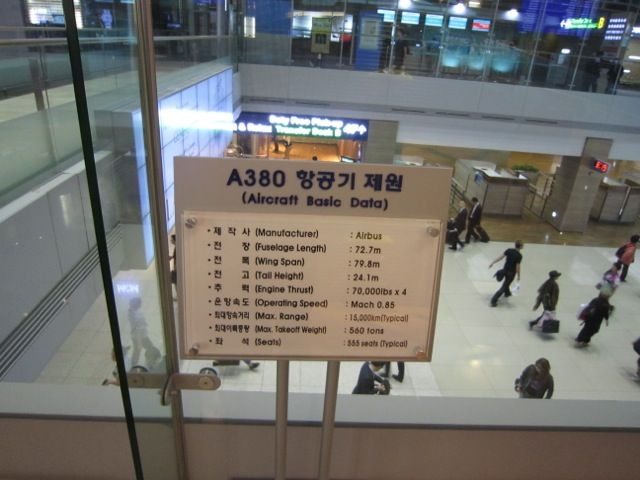 Duty Free Pick-up
Transfer Desk
A380 항공기 제원
(Aircraft Basic Data)
• 제 작 사 (Manufacturer) : Airbus
• 전 장 (Fuselage Length) : 72.7m
• 전 폭 (Wing Span) : 79.8m
• 전 고 (Tail Height) : 24.1m
• 추 력 (Engine Thrust) : 70,000lbs x 4
• 운항속도 (Operating Speed) : Mach 0.85
• 최대항속거리 (Max. Range) : 15,000km(Typical)
• 최대이륙중량 (Max. Takeoff Weight) : 560 tons
• 좌 석 (Seats) : 555 seats (Typical)